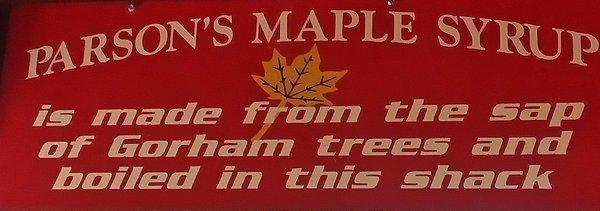 PARSON'S MAPLE SYRUP
is made from the sap
of Gorham trees and
boiled in this shack